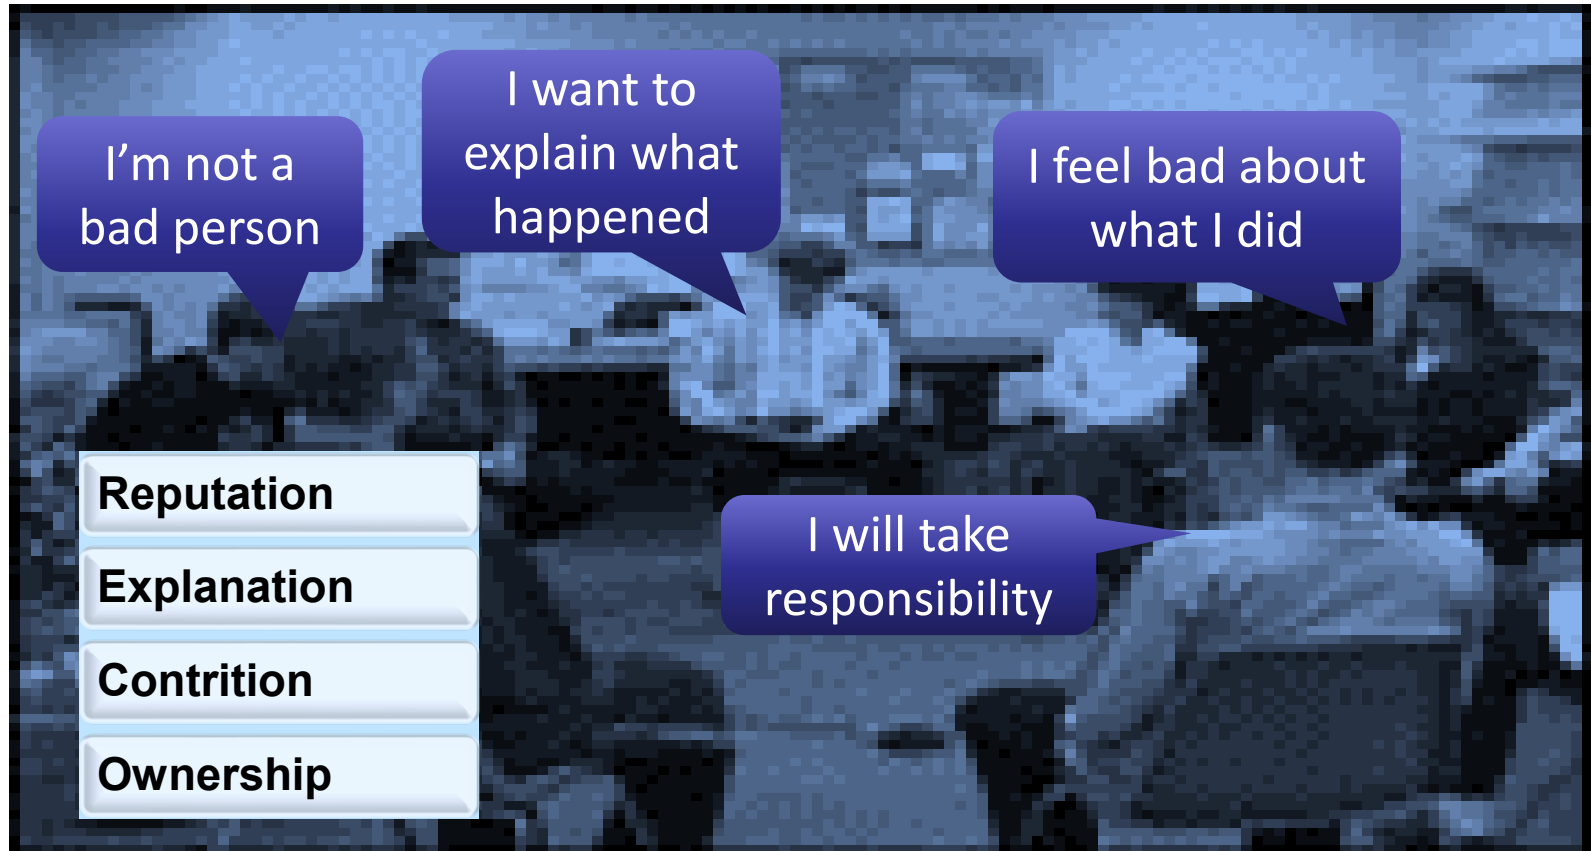 I’m not a
bad person
I want to
explain what
happened
I feel bad about
what I did
I will take
responsibility
Reputation
Explanation
Contrition
Ownership